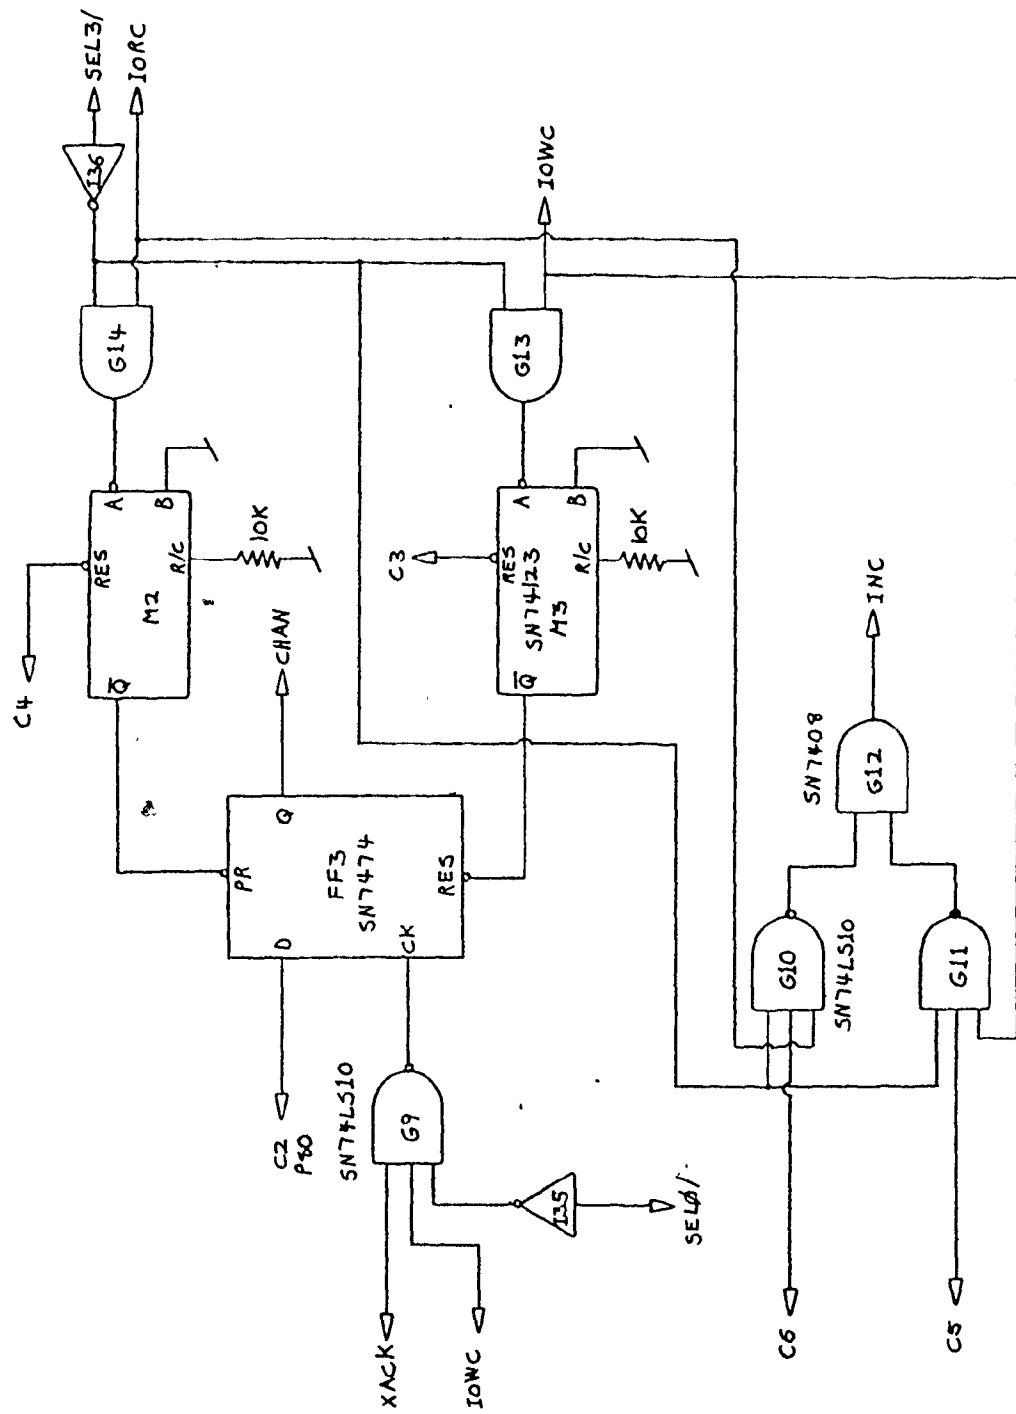 SEL3/
I36
IORC
G14
C4
RES
A
B
M2
R/C
Q̅
10K
IOWC
G13
C3
RES
A
B
SN74123
M3
R/C
Q̅
10K
CHAN
PR
Q
D
FF3
SN7474
CK
RES
C2
P80
SN74LS10
G9
XACK
IOWC
I35
SELØ/
INC
SN7408
G12
G10
SN74LS10
G11
C6
C5